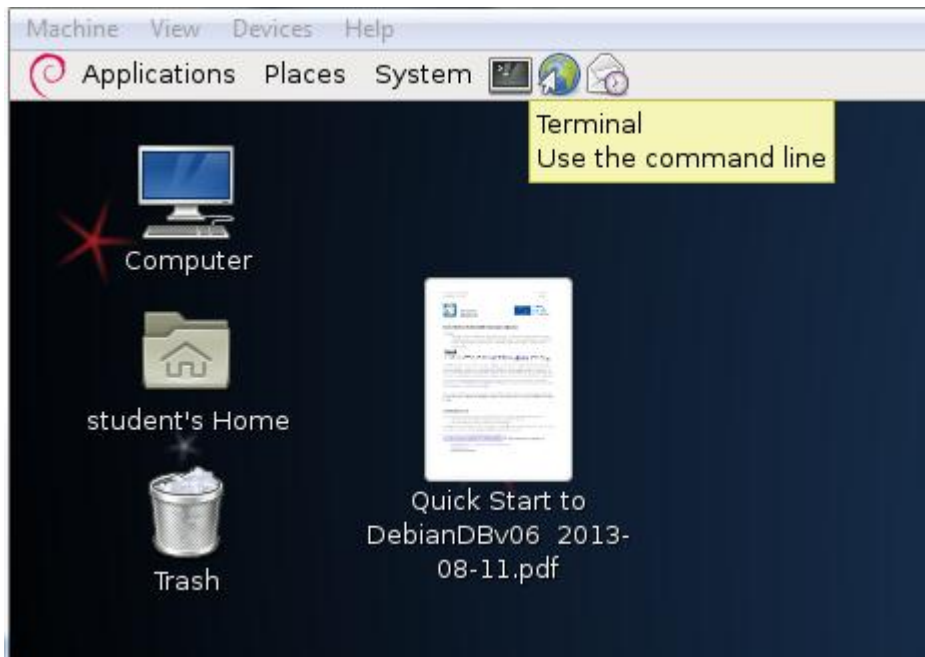 Machine View Devices Help
Applications Places System
Terminal
Use the command line
Computer
student's Home
Trash
Quick Start to
DebianDBv06 2013-
08-11.pdf